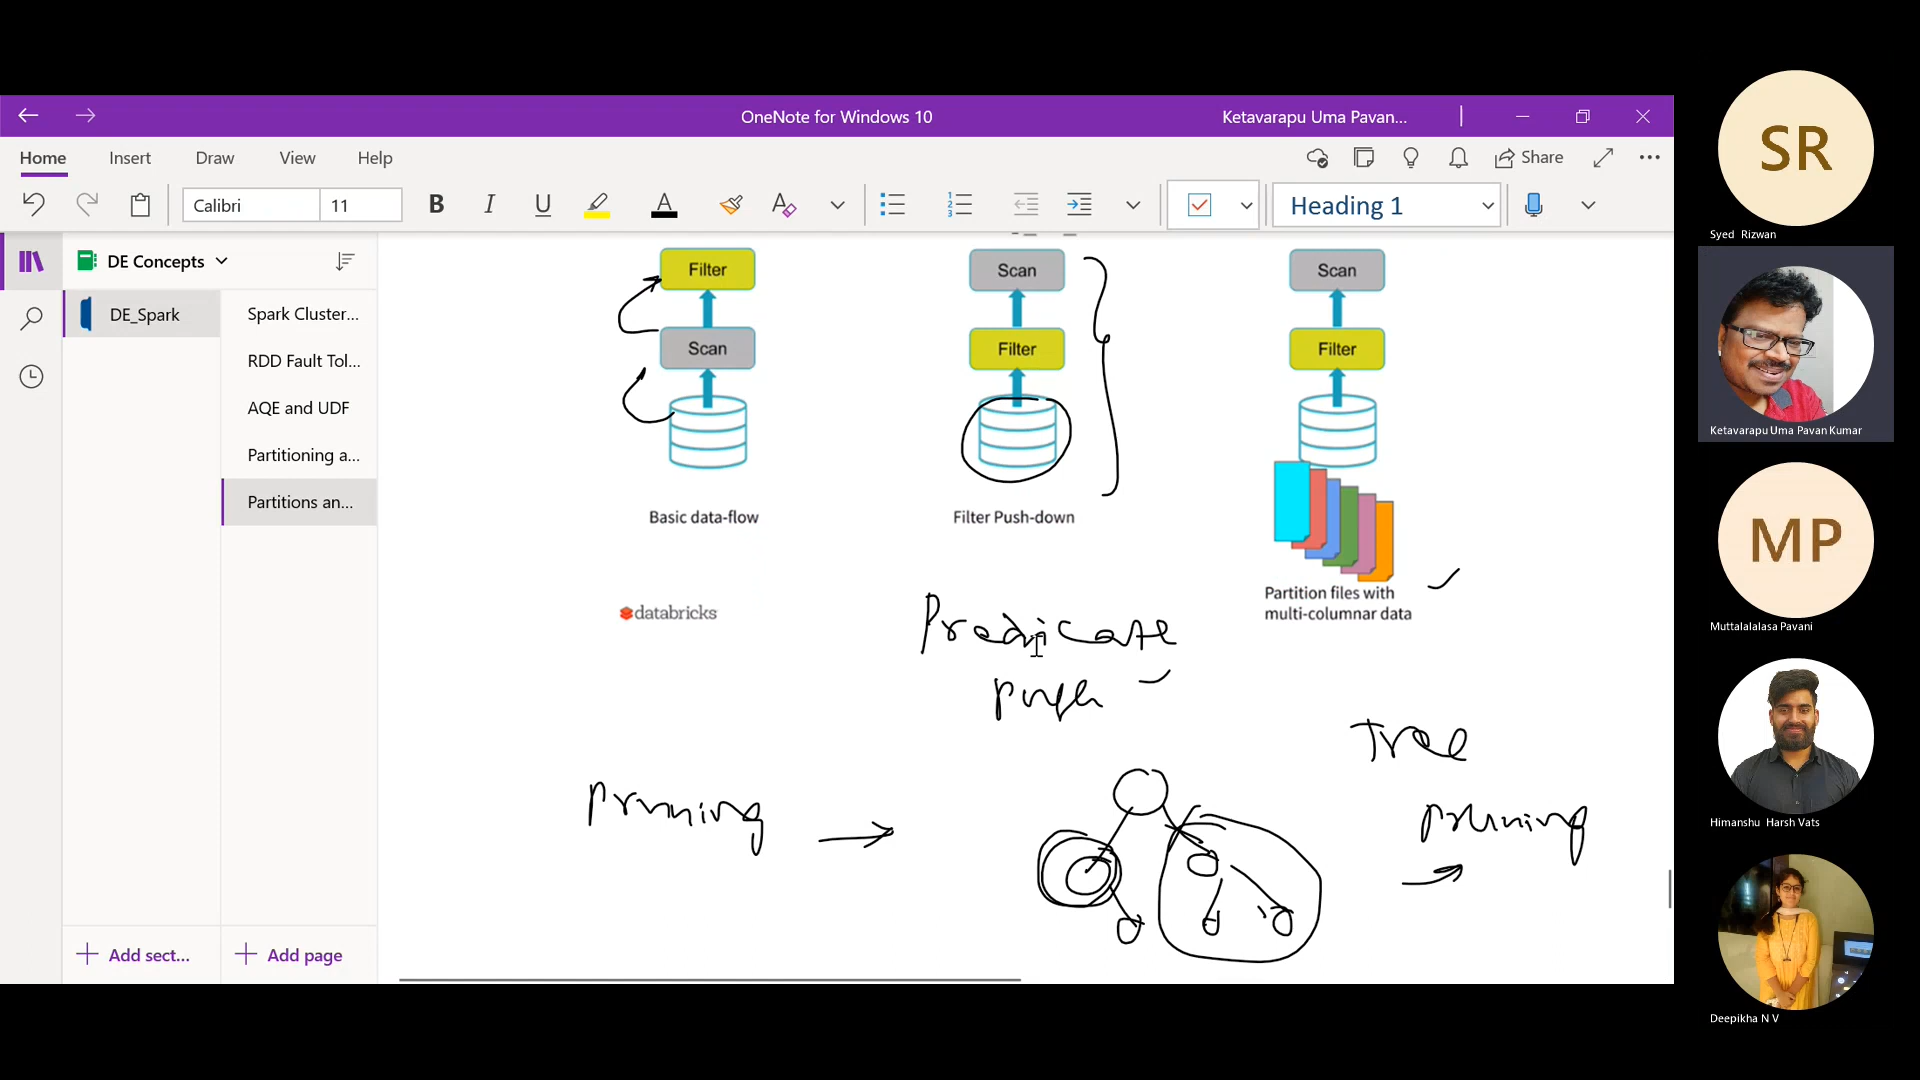 OneNote for Windows 10
Ketavarapu Uma Pavan...
Home Insert Draw View Help
Share
Calibri 11 B I U A A Heading 1
DE Concepts
DE_Spark
Spark Cluster...
RDD Fault Tol...
AQE and UDF
Partitioning a...
Partitions an...
Add sect...
Add page
Filter
Scan
Basic data-flow
Scan
Filter
Filter Push-down
Scan
Filter
Partition files with
multi-columnar data
databricks
Predicate
push
Tree
Pruning
pruning
SR
Syed Rizwan
Ketavarapu Uma Pavan Kumar
MP
Muttalalalasa Pavani
Himanshu Harsh Vats
Deepikha N V